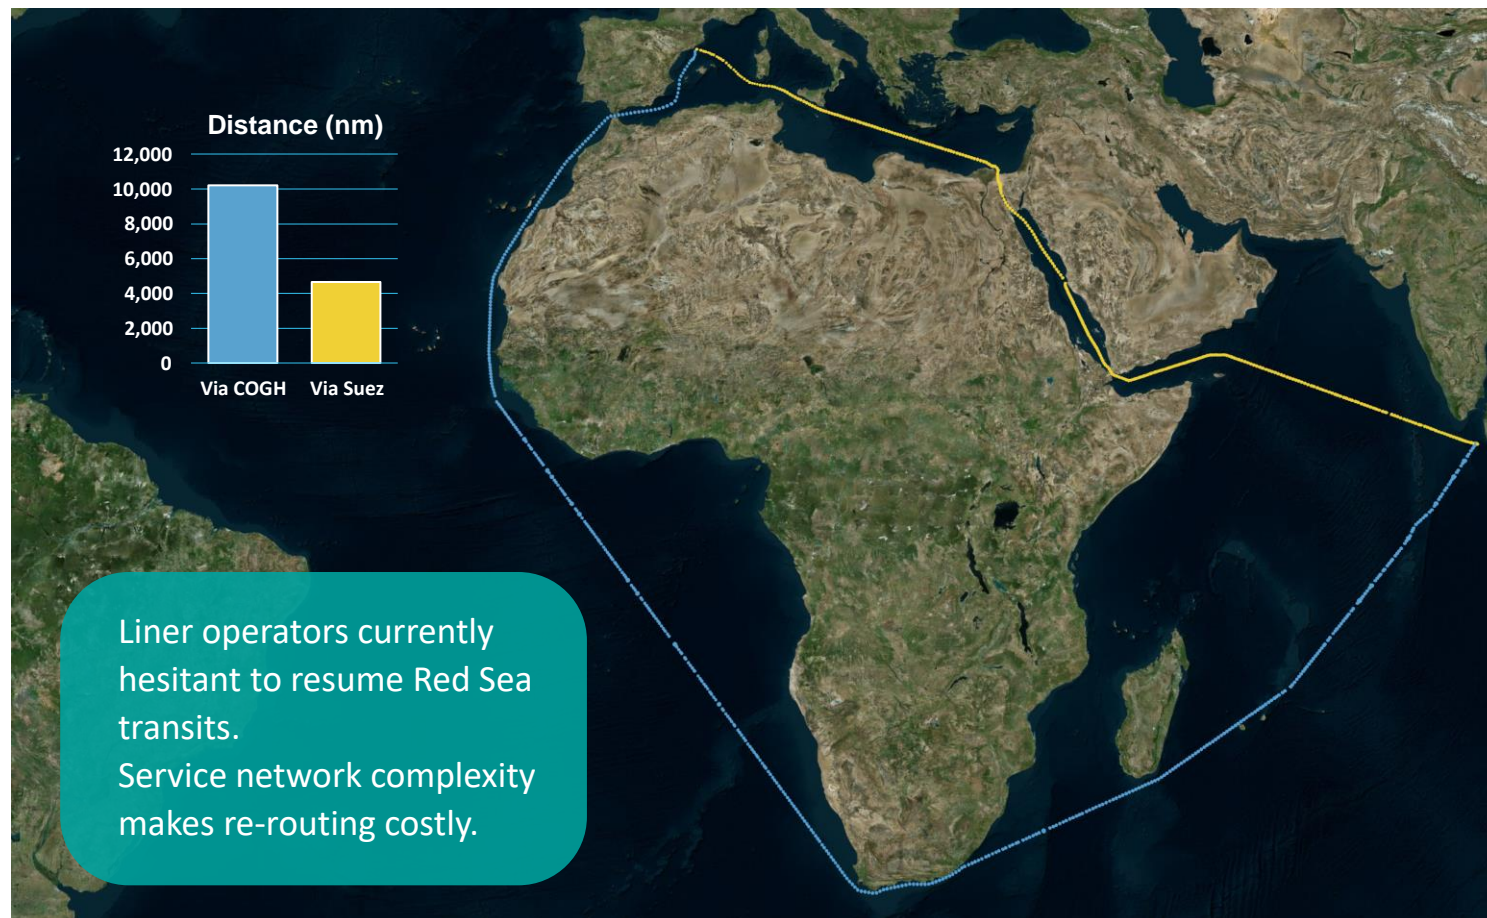 Distance (nm)
12,000
10,000
8,000
6,000
4,000
2,000
0
Via COGH Via Suez
Liner operators currently
hesitant to resume Red Sea
transits.
Service network complexity
makes re-routing costly.